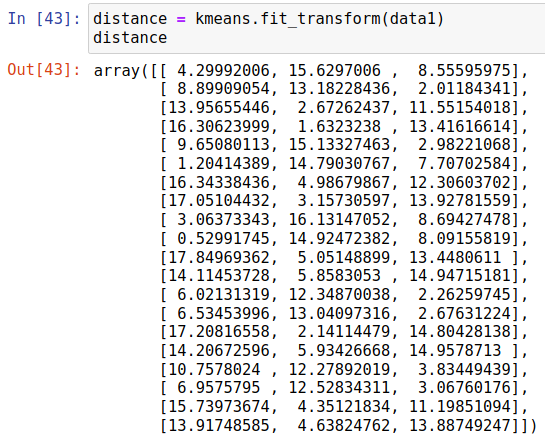 In [43]: distance = kmeans.fit_transform(data1)
distance
Out[43]: array([[ 4.29992006, 15.6297006 ,  8.55595975],
[ 8.89909054, 13.18228436,  2.01184341],
[13.95655446,  2.67262437, 11.55154018],
[16.30623999,  1.6323238 , 13.41616614],
[ 9.65080113, 15.13327463,  2.98221068],
[ 1.20414389, 14.79030767,  7.70702584],
[16.34338436,  4.98679867, 12.30603702],
[17.05104432,  3.15730597, 13.92781559],
[ 3.06373343, 16.13147052,  8.69427478],
[ 0.52991745, 14.92472382,  8.09155819],
[17.84969362,  5.05148899, 13.4480611 ],
[14.11453728,  5.8583053 , 14.94715181],
[ 6.02131319, 12.34870038,  2.26259745],
[ 6.53453996, 13.04097316,  2.67631224],
[17.20816558,  2.14114479, 14.80428138],
[14.20672596,  5.93426668, 14.9578713 ],
[10.7578024 , 12.27892019,  3.83449439],
[ 6.9575795 , 12.52834311,  3.06760176],
[15.73973674,  4.35121834, 11.19851094],
[13.91748585,  4.63824762, 13.88749247]])